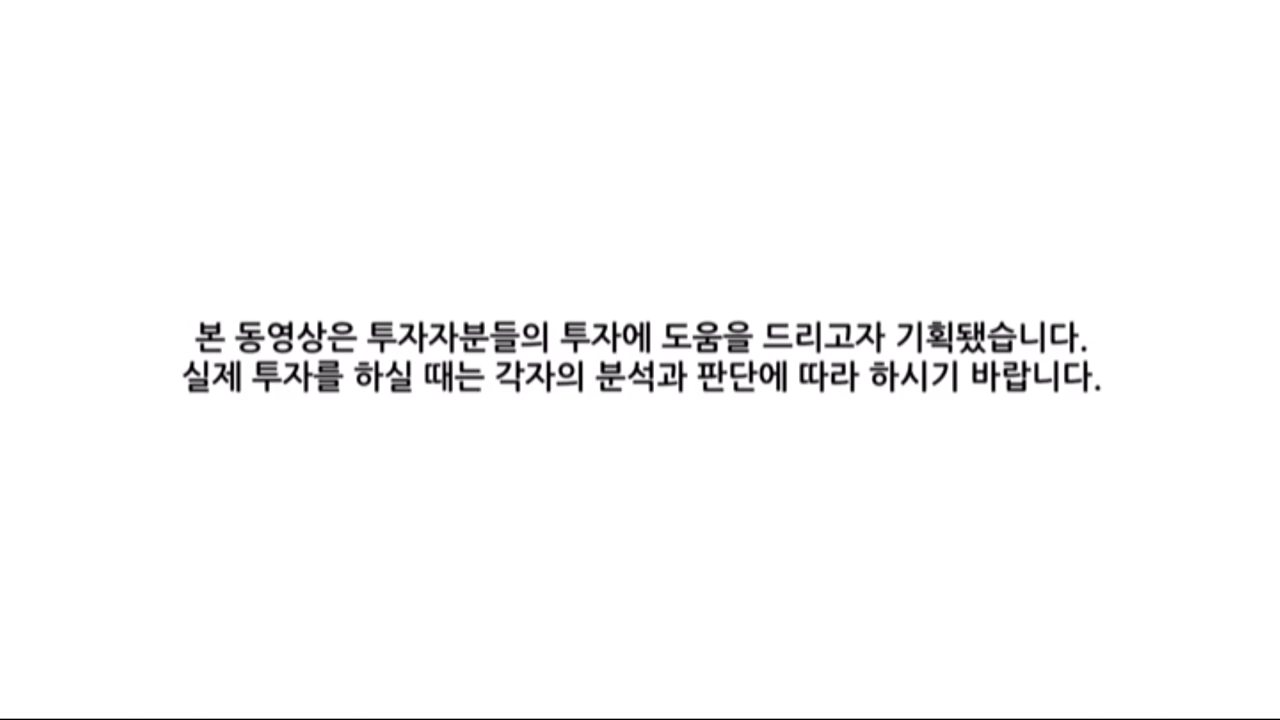 본 동영상은 투자자분들의 투자에 도움을 드리고자 기획됐습니다.
실제 투자를 하실 때는 각자의 분석과 판단에 따라 하시기 바랍니다.